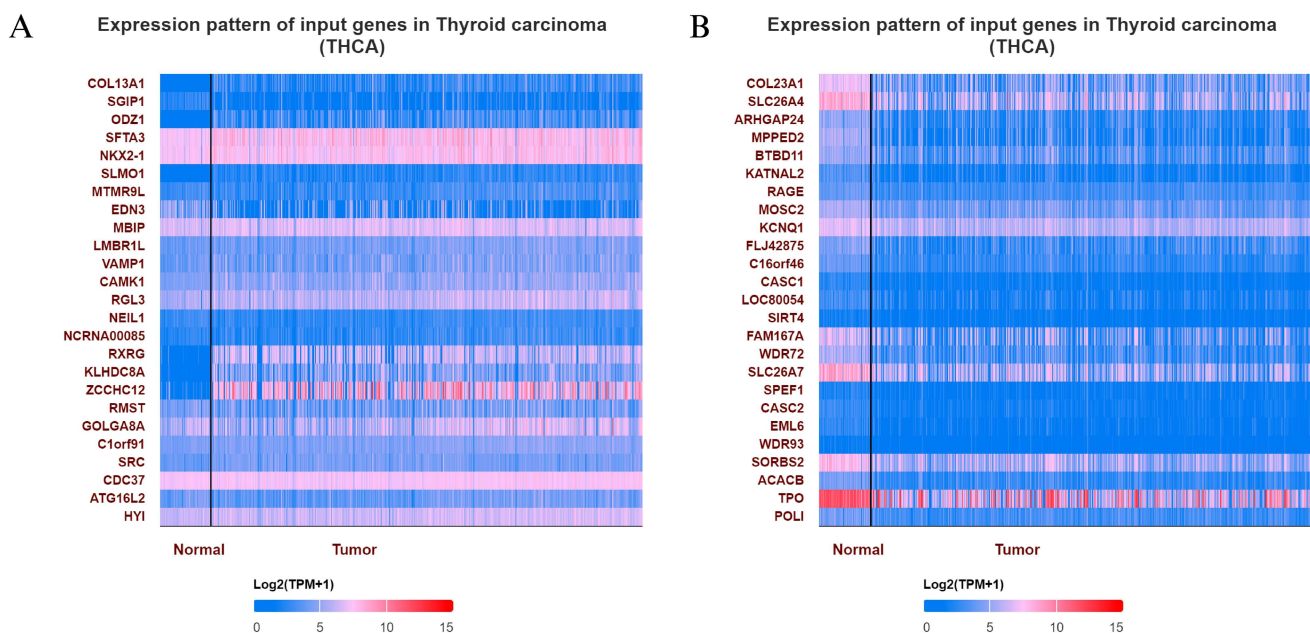 A
Expression pattern of input genes in Thyroid carcinoma
(THCA)
COL13A1
SGIP1
ODZ1
SFTA3
NKX2-1
SLMO1
MTMR9L
EDN3
MBIP
LMBR1L
VAMP1
CAMK1
RGL3
NEIL1
NCRNA00085
RXRG
KLHDC8A
ZCCHC12
RMST
GOLGA8A
C1orf91
SRC
CDC37
ATG16L2
HYI
Normal Tumor
Log2(TPM+1)
0 5 10 15
B
Expression pattern of input genes in Thyroid carcinoma
(THCA)
COL23A1
SLC26A4
ARHGAP24
MPPED2
BTBD11
KATNAL2
RAGE
MOSC2
KCNQ1
FLJ42875
C16orf46
CASC1
LOC80054
SIRT4
FAM167A
WDR72
SLC26A7
SPEF1
CASC2
EML6
WDR93
SORBS2
ACACB
TPO
POLI
Normal Tumor
Log2(TPM+1)
0 5 10 15